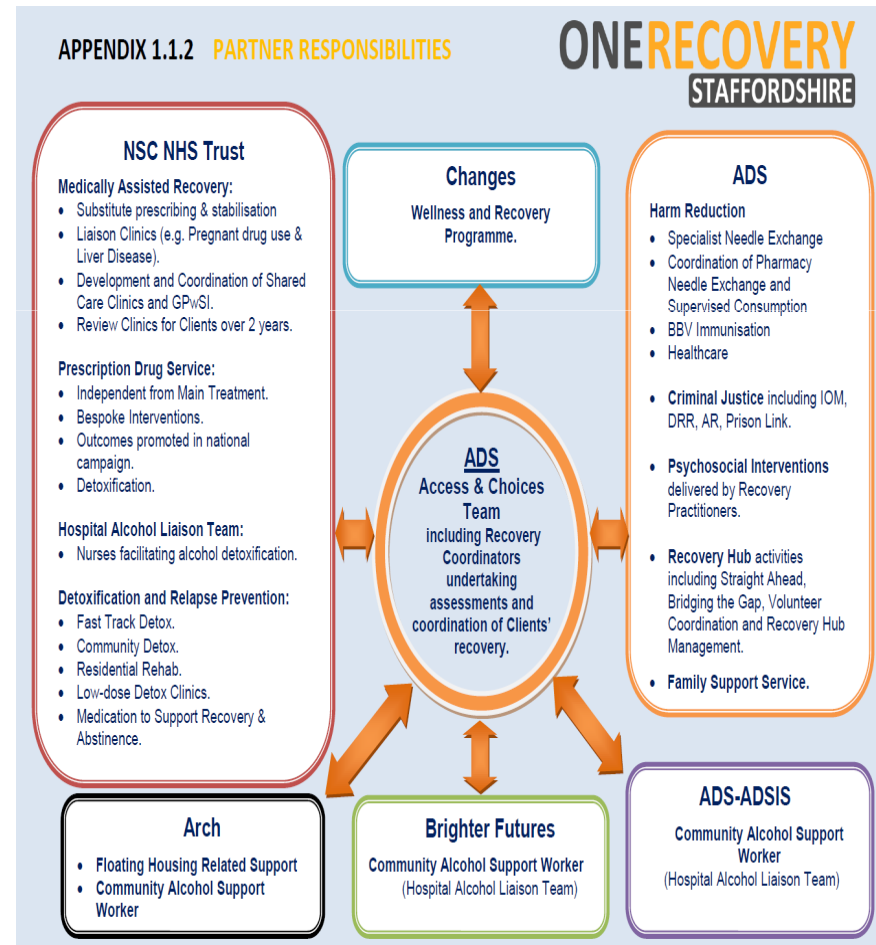 APPENDIX 1.1.2 PARTNER RESPONSIBILITIES
ONERECOVERY
STAFFORDSHIRE
NSC NHS Trust
Medically Assisted Recovery:
• Substitute prescribing & stabilisation
• Liaison Clinics (e.g. Pregnant drug use &
Liver Disease).
• Development and Coordination of Shared
Care Clinics and GPwSI.
• Review Clinics for Clients over 2 years.
Prescription Drug Service:
• Independent from Main Treatment.
• Bespoke Interventions.
• Outcomes promoted in national
campaign.
• Detoxification.
Hospital Alcohol Liaison Team:
• Nurses facilitating alcohol detoxification.
Detoxification and Relapse Prevention:
• Fast Track Detox.
• Community Detox.
• Residential Rehab.
• Low-dose Detox Clinics.
• Medication to Support Recovery &
Abstinence.
Changes
Wellness and Recovery
Programme.
ADS
Harm Reduction
• Specialist Needle Exchange
• Coordination of Pharmacy
Needle Exchange and
Supervised Consumption
• BBV Immunisation
• Healthcare
• Criminal Justice including IOM,
DRR, AR, Prison Link.
• Psychosocial Interventions
delivered by Recovery
Practitioners.
• Recovery Hub activities
including Straight Ahead,
Bridging the Gap, Volunteer
Coordination and Recovery Hub
Management.
• Family Support Service.
ADS
Access & Choices
Team
including Recovery
Coordinators
undertaking
assessments and
coordination of Clients'
recovery.
Arch
• Floating Housing Related Support
• Community Alcohol Support
Worker
Brighter Futures
Community Alcohol Support Worker
(Hospital Alcohol Liaison Team)
ADS-ADSIS
Community Alcohol Support
Worker
(Hospital Alcohol Liaison Team)